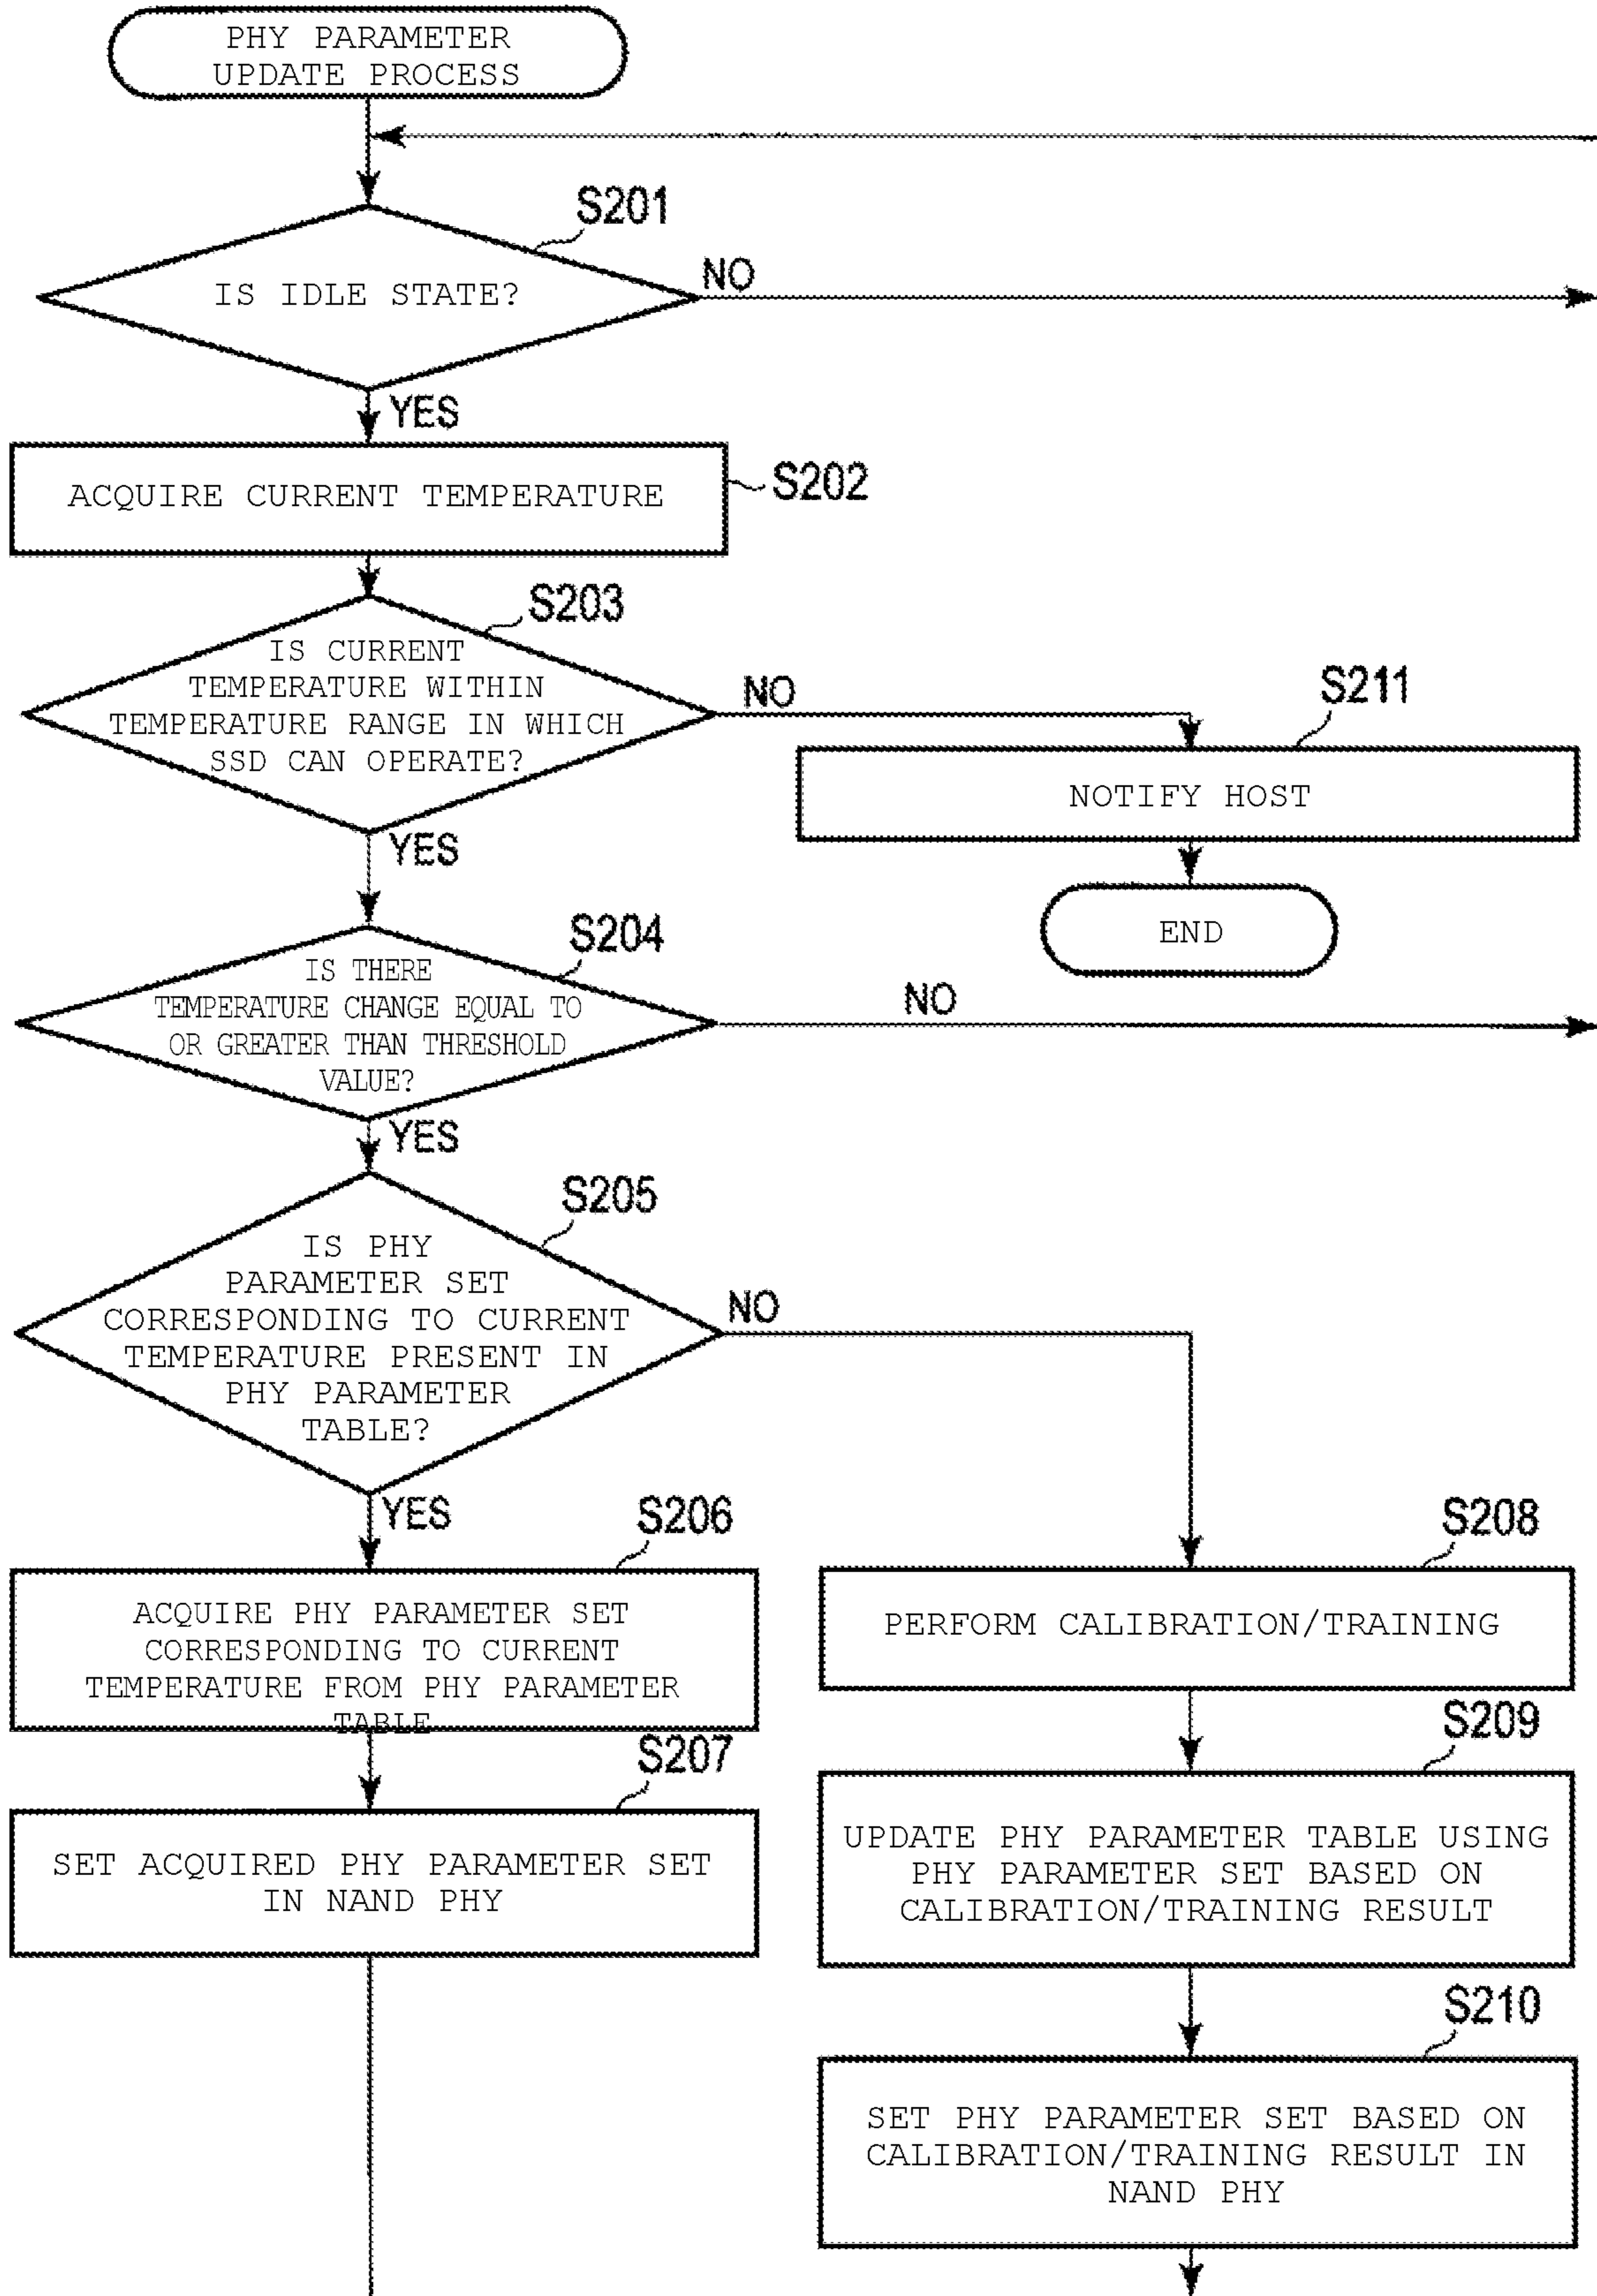 PHY PARAMETER
UPDATE PROCESS
S201
IS IDLE STATE?
NO
YES
ACQUIRE CURRENT TEMPERATURE
S202
S203
IS CURRENT
TEMPERATURE WITHIN
TEMPERATURE RANGE IN WHICH
SSD CAN OPERATE?
NO
YES
S211
NOTIFY HOST
END
S204
IS THERE
TEMPERATURE CHANGE EQUAL TO
OR GREATER THAN THRESHOLD
VALUE?
NO
YES
S205
IS PHY
PARAMETER SET
CORRESPONDING TO CURRENT
TEMPERATURE PRESENT IN
PHY PARAMETER
TABLE?
NO
YES
S206
ACQUIRE PHY PARAMETER SET
CORRESPONDING TO CURRENT
TEMPERATURE FROM PHY PARAMETER
TABLE
S207
SET ACQUIRED PHY PARAMETER SET
IN NAND PHY
S208
PERFORM CALIBRATION/TRAINING
S209
UPDATE PHY PARAMETER TABLE USING
PHY PARAMETER SET BASED ON
CALIBRATION/TRAINING RESULT
S210
SET PHY PARAMETER SET BASED ON
CALIBRATION/TRAINING RESULT IN
NAND PHY